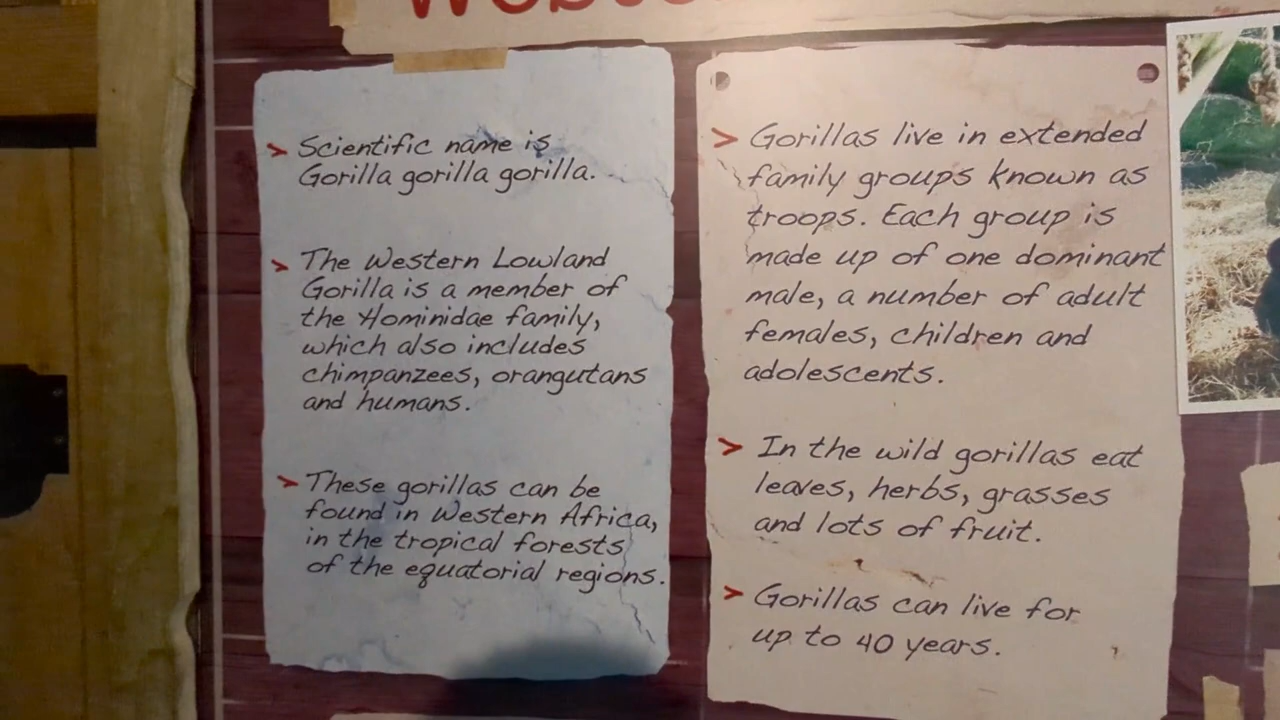 Scientific name is
Gorilla gorilla gorilla.
The Western Lowland
Gorilla is a member of
the Hominidae family,
which also includes
chimpanzees, orangutans
and humans.
These gorillas can be
found in Western Africa,
in the tropical forests
of the equatorial regions.
Gorillas live in extended
family groups known as
troops. Each group is
made up of one dominant
male, a number of adult
females, children and
adolescents.
In the wild gorillas eat
leaves, herbs, grasses
and lots of fruit.
Gorillas can live for
up to 40 years.